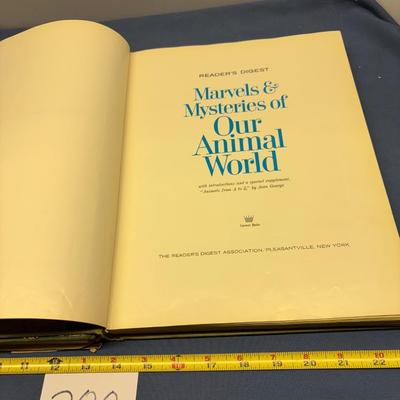 READER'S DIGEST
Marvels &
Mysteries of
Our
Animal
World
with introductions and a special supplement,
"Animals from A to Z," by Jean George
THE READER'S DIGEST ASSOCIATION, PLEASANTVILLE, NEW YORK